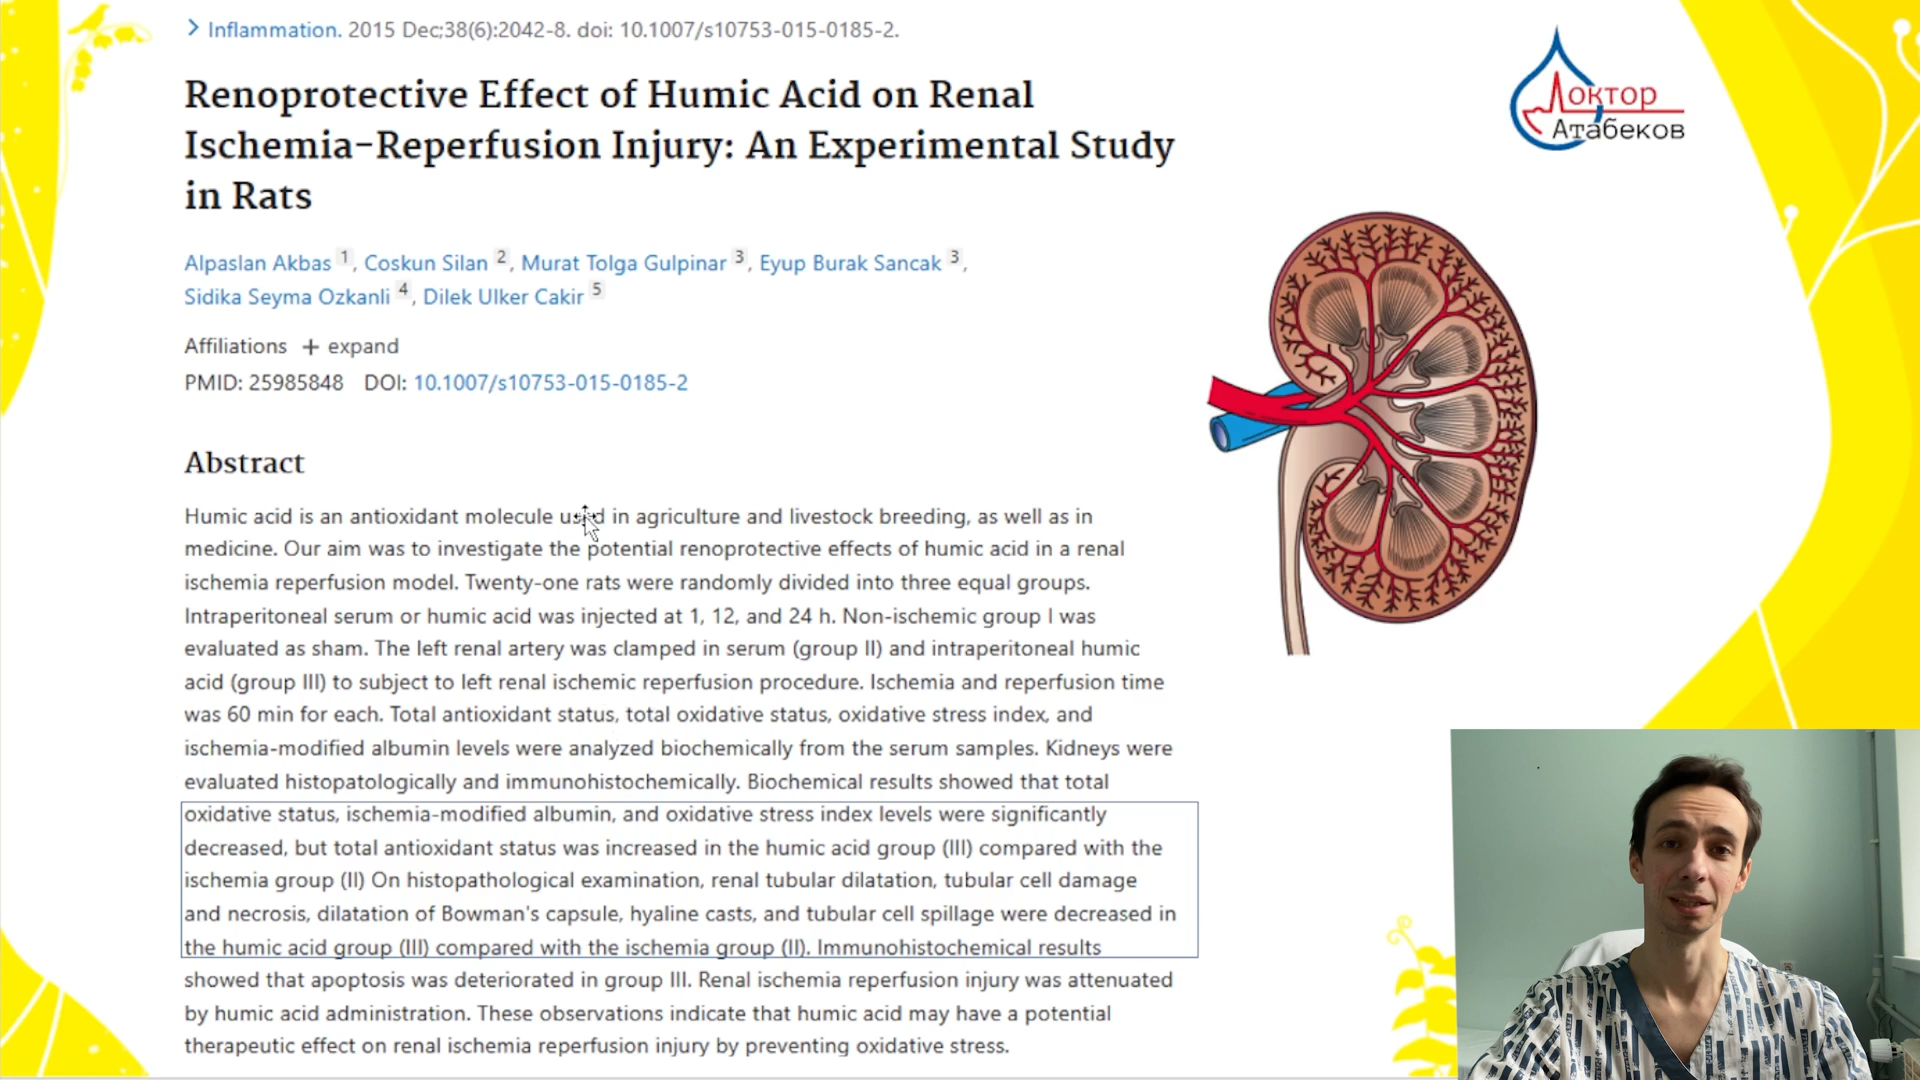 Inflammation. 2015 Dec;38(6):2042-8. doi: 10.1007/s10753-015-0185-2.
Renoprotective Effect of Humic Acid on Renal
Ischemia-Reperfusion Injury: An Experimental Study
in Rats
Alpaslan Akbas 1, Coskun Silan 2, Murat Tolga Gulpinar 3, Eyup Burak Sancak 3,
Sidika Seyma Ozkanli 4, Dilek Ulker Cakir 5
Affiliations + expand
PMID: 25985848 DOI: 10.1007/s10753-015-0185-2
Abstract
Humic acid is an antioxidant molecule used in agriculture and livestock breeding, as well as in
medicine. Our aim was to investigate the potential renoprotective effects of humic acid in a renal
ischemia reperfusion model. Twenty-one rats were randomly divided into three equal groups.
Intraperitoneal serum or humic acid was injected at 1, 12, and 24 h. Non-ischemic group I was
evaluated as sham. The left renal artery was clamped in serum (group II) and intraperitoneal humic
acid (group III) to subject to left renal ischemic reperfusion procedure. Ischemia and reperfusion time
was 60 min for each. Total antioxidant status, total oxidative status, oxidative stress index, and
ischemia-modified albumin levels were analyzed biochemically from the serum samples. Kidneys were
evaluated histopatologically and immunohistochemically. Biochemical results showed that total
oxidative status, ischemia-modified albumin, and oxidative stress index levels were significantly
decreased, but total antioxidant status was increased in the humic acid group (III) compared with the
ischemia group (II) On histopathological examination, renal tubular dilatation, tubular cell damage
and necrosis, dilatation of Bowman's capsule, hyaline casts, and tubular cell spillage were decreased in
the humic acid group (III) compared with the ischemia group (II). Immunohistochemical results
showed that apoptosis was deteriorated in group III. Renal ischemia reperfusion injury was attenuated
by humic acid administration. These observations indicate that humic acid may have a potential
therapeutic effect on renal ischemia reperfusion injury by preventing oxidative stress.
Доктор
Атабеков